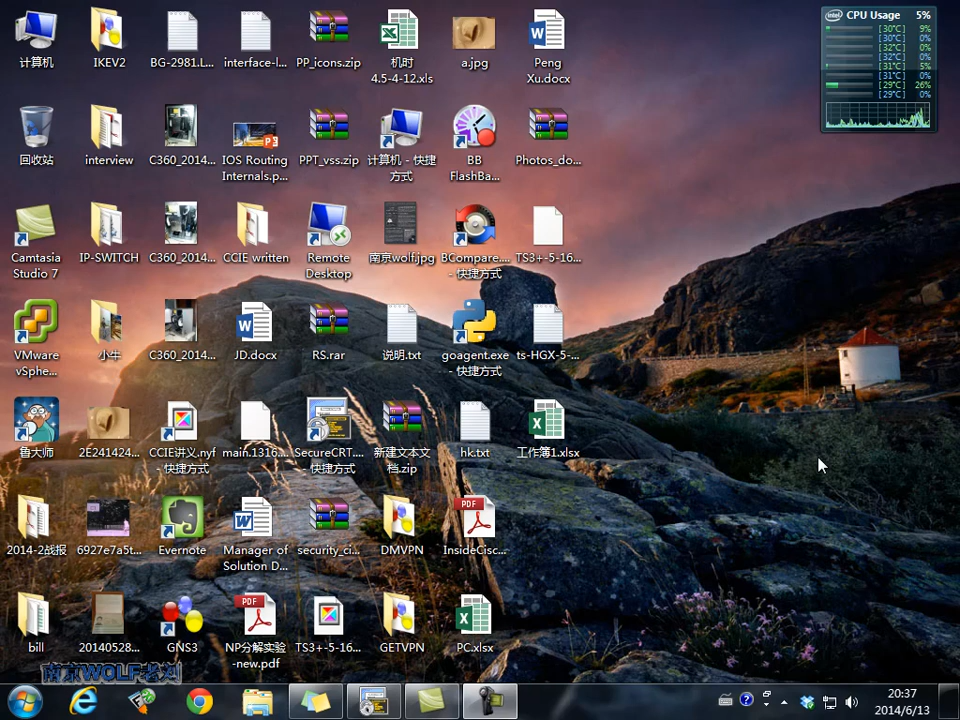 计算机
IKEV2
BG-2981.L...
interface-l...
PP_icons.zip
机时
4.5-4-12.xls
a.jpg
Peng
Xu.docx
回收站
interview
C360_2014...
IOS Routing
Internals.p...
PPT_vss.zip
计算机 - 快捷
方式
BB
FlashBa...
Photos_do...
Camtasia
Studio 7
IP-SWITCH
C360_2014...
CCIE written
Remote
Desktop
南京wolf.jpg
BCompare....
- 快捷方式
TS3+-5-16...
VMware
vSphe...
小牛
C360_2014...
JD.docx
RS.rar
说明.txt
goagent.exe
- 快捷方式
ts-HGX-5-...
鲁大师
2E241424...
CCIE讲义.nyf
- 快捷方式
main.1316....
SecureCRT....
- 快捷方式
新建文本文
档.zip
hk.txt
工作簿1.xlsx
2014-2战报
6927e7a5t...
Evernote
Manager of
Solution D...
security_ci...
DMVPN
InsideCisc...
bill
20140528...
GNS3
NP分解实验
-new.pdf
TS3+-5-16...
GETVPN
PC.xlsx
intel CPU Usage 5%
[30°C] 9%
[30°C] 0%
[32°C] 0%
[32°C] 0%
[31°C] 5%
[31°C] 0%
[29°C] 26%
[29°C] 0%
南京WOLF老刘
20:37
2014/6/13